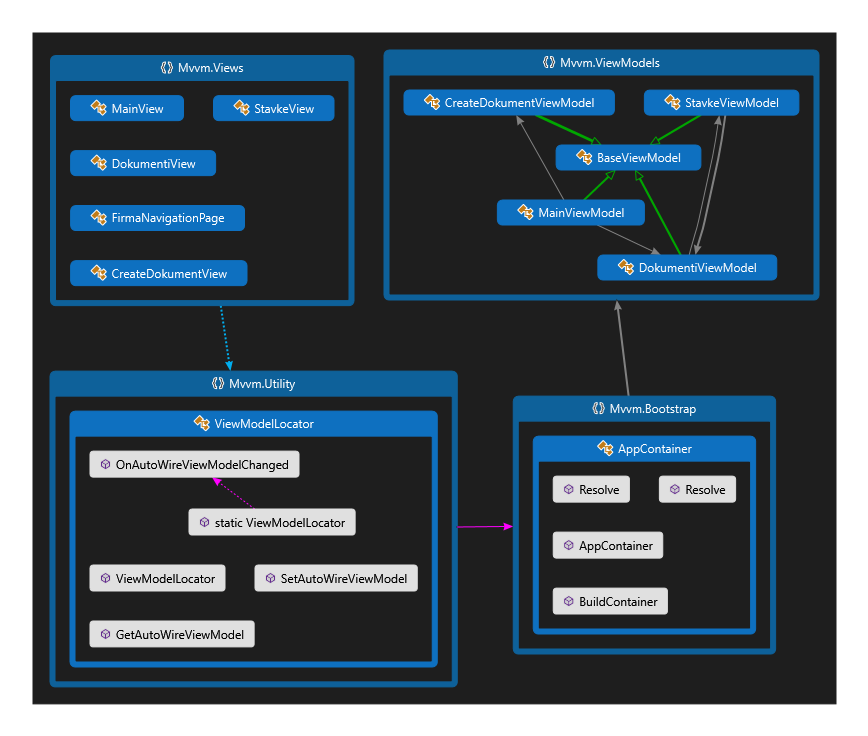 Mvvm.Views
MainView
StavkeView
DokumentiView
FirmaNavigationPage
CreateDokumentView
Mvvm.ViewModels
CreateDokumentViewModel
StavkeViewModel
BaseViewModel
MainViewModel
DokumentiViewModel
Mvvm.Utility
ViewModelLocator
OnAutoWireViewModelChanged
static ViewModelLocator
ViewModelLocator
SetAutoWireViewModel
GetAutoWireViewModel
Mvvm.Bootstrap
AppContainer
Resolve
Resolve
AppContainer
BuildContainer